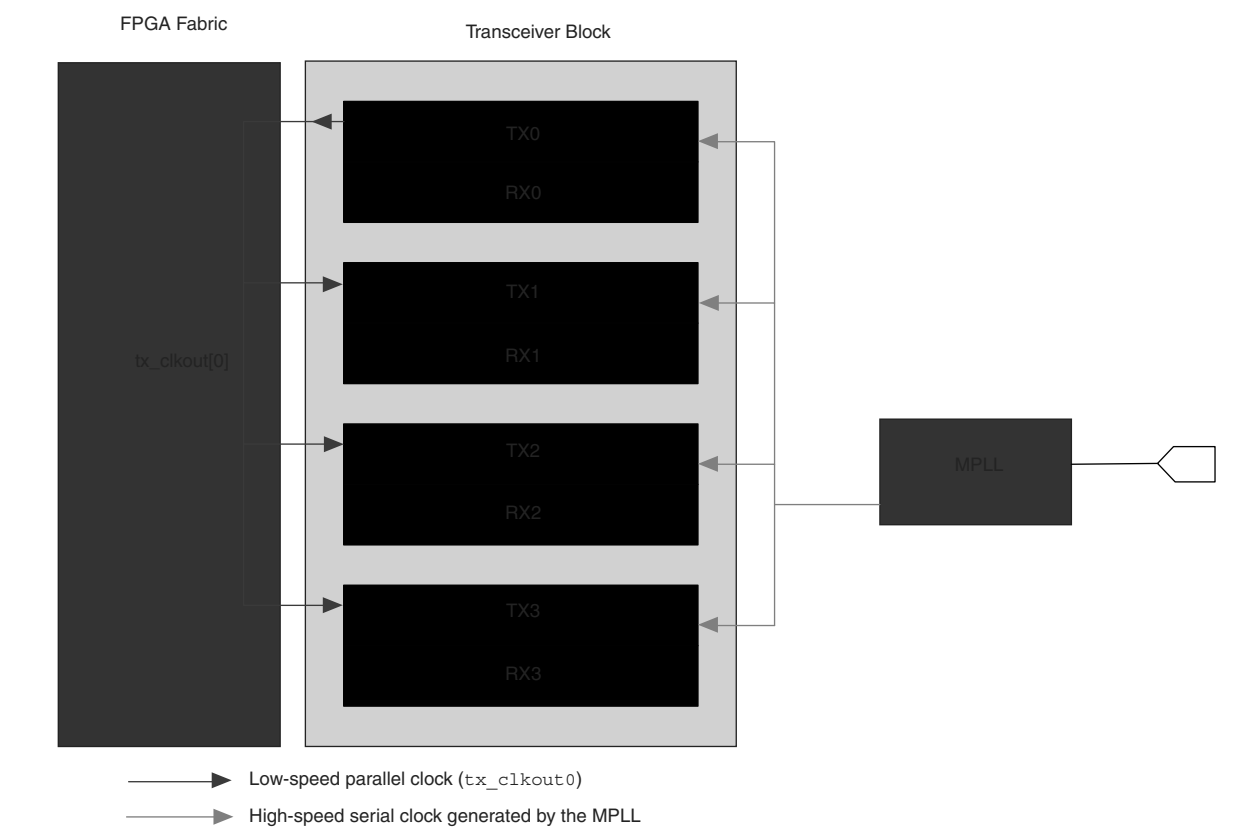 FPGA Fabric
Transceiver Block
TX0
RX0
TX1
RX1
tx_clkout[0]
TX2
RX2
MPLL
TX3
RX3
Low-speed parallel clock (tx_clkout0)
High-speed serial clock generated by the MPLL